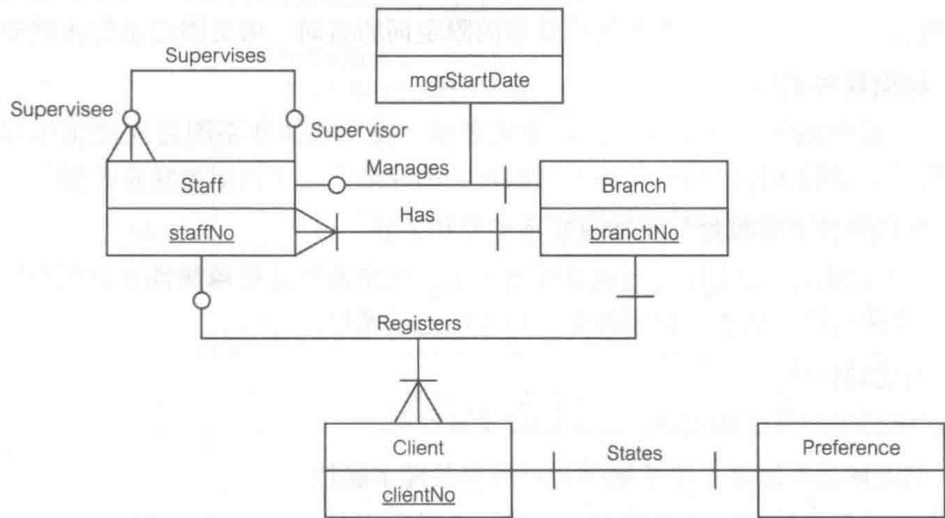 Supervises
mgrStartDate
Supervisee
Supervisor
Staff
Manages
Branch
staffNo
Has
branchNo
Registers
Client
States
Preference
clientNo